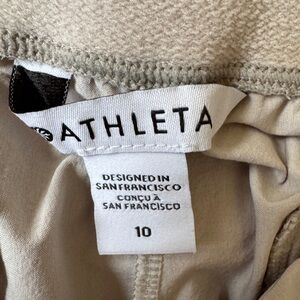 ATHLETA
DESIGNED IN
SAN FRANCISCO
CONÇU À
SAN FRANCISCO
10